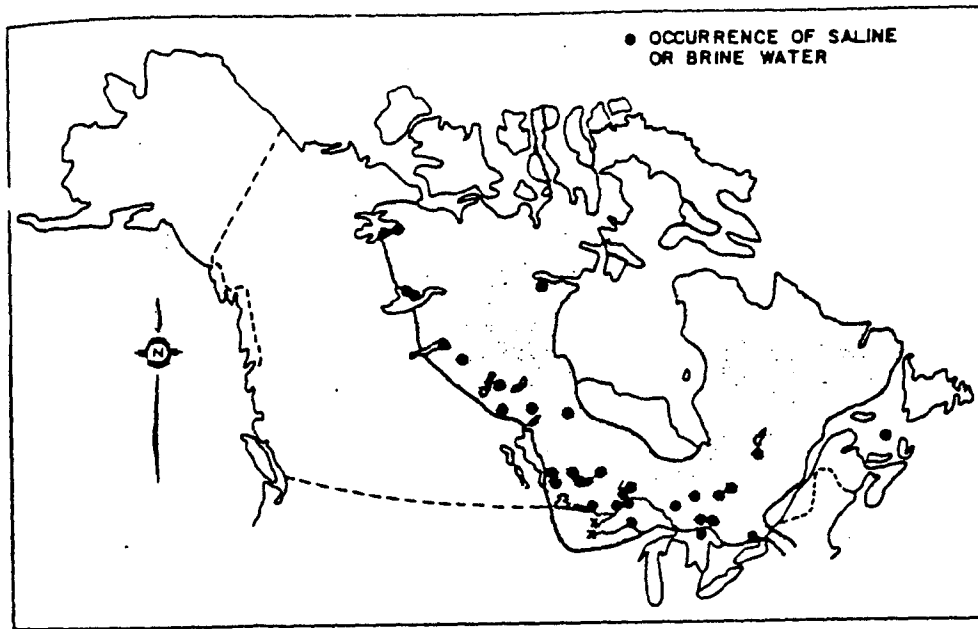 ● OCCURRENCE OF SALINE
OR BRINE WATER
N